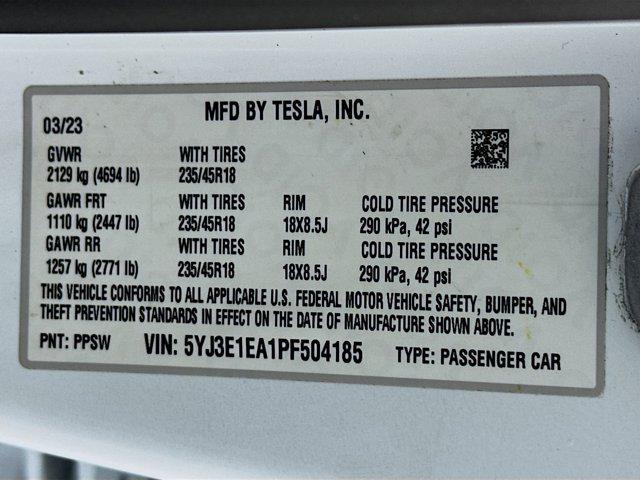 MFD BY TESLA, INC.
03/23
GVWR WITH TIRES
2129 kg (4694 lb) 235/45R18
GAWR FRT WITH TIRES RIM COLD TIRE PRESSURE
1110 kg (2447 lb) 235/45R18 18X8.5J 290 kPa, 42 psi
GAWR RR WITH TIRES RIM COLD TIRE PRESSURE
1257 kg (2771 lb) 235/45R18 18X8.5J 290 kPa, 42 psi
THIS VEHICLE CONFORMS TO ALL APPLICABLE U.S. FEDERAL MOTOR VEHICLE SAFETY, BUMPER, AND
THEFT PREVENTION STANDARDS IN EFFECT ON THE DATE OF MANUFACTURE SHOWN ABOVE.
PNT: PPSW VIN: 5YJ3E1EA1PF504185 TYPE: PASSENGER CAR